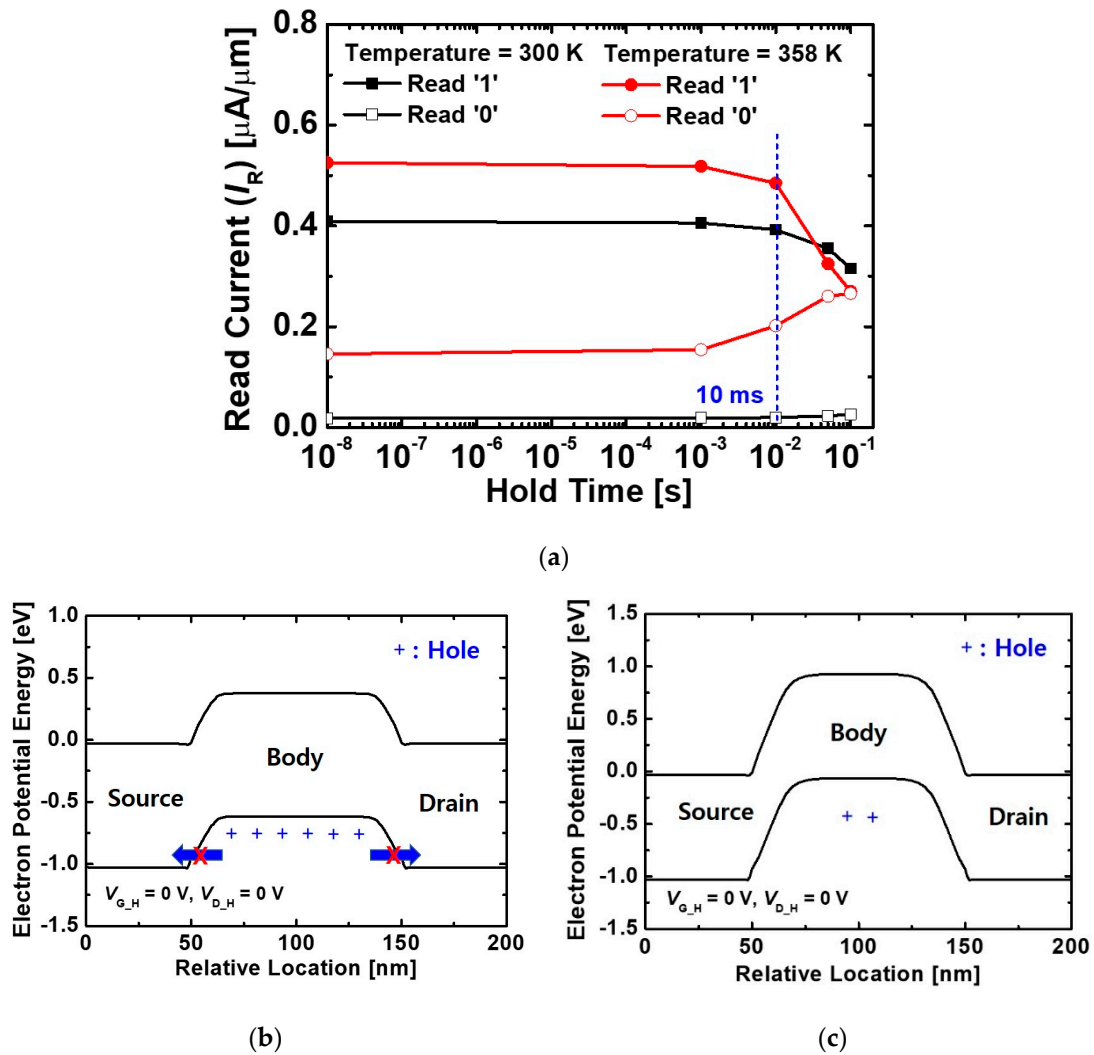 0.8
0.6
0.4
0.2
0.0
Read Current (I_R) [μA/μm]
Temperature = 300 K Temperature = 358 K
Read '1' Read '1'
Read '0' Read '0'
10 ms
10⁻⁸ 10⁻⁷ 10⁻⁶ 10⁻⁵ 10⁻⁴ 10⁻³ 10⁻² 10⁻¹
Hold Time [s]
(a)
Electron Potential Energy [eV]
1.0
0.5
0.0
-0.5
-1.0
-1.5
+ : Hole
Body
Source
Drain
+ + + + + +
X X
V_G_H = 0 V, V_D_H = 0 V
0 50 100 150 200
Relative Location [nm]
(b)
Electron Potential Energy [eV]
1.5
1.0
0.5
0.0
-0.5
-1.0
-1.5
+ : Hole
Body
Source
Drain
+ +
V_G_H = 0 V, V_D_H = 0 V
0 50 100 150 200
Relative Location [nm]
(c)